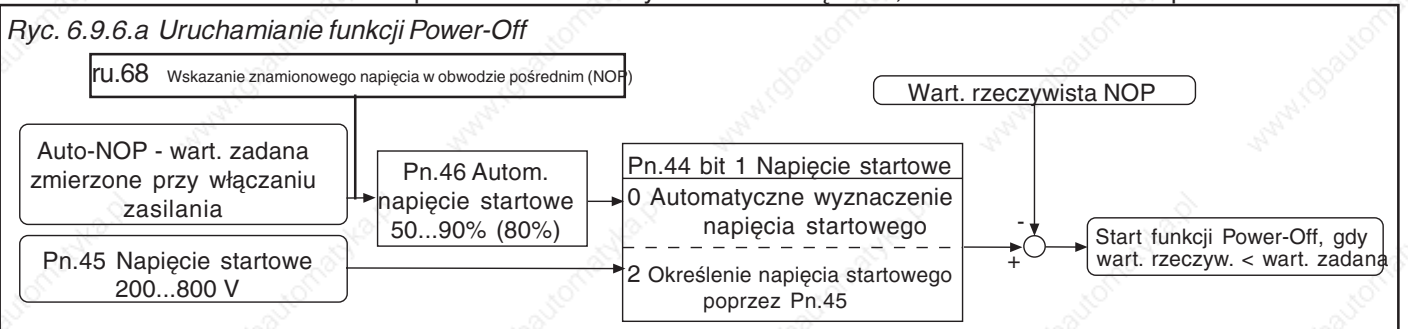 Ryc. 6.9.6.a Uruchamianie funkcji Power-Off
ru.68 Wskazanie znamionowego napięcia w obwodzie pośrednim (NOP)
Wart. rzeczywista NOP
Auto-NOP - wart. zadana
zmierzone przy włączaniu
zasilania
Pn.46 Autom.
napięcie startowe
50...90% (80%)
Pn.44 bit 1 Napięcie startowe
0 Automatyczne wyznaczenie
napięcia startowego
2 Określenie napięcia startowego
poprzez Pn.45
Pn.45 Napięcie startowe
200...800 V
-
+
Start funkcji Power-Off, gdy
wart. rzeczyw. < wart. zadana
www.rgbautomatyka.pl